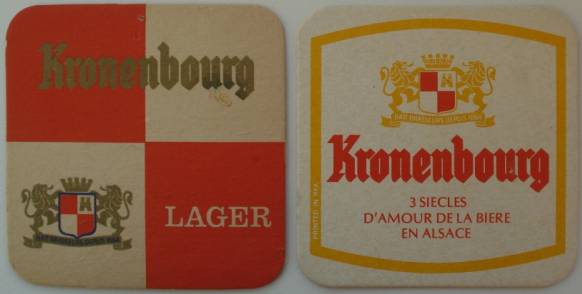 Kronenbourg
LAGER
Kronenbourg
3 SIECLES
D'AMOUR DE LA BIERE
EN ALSACE